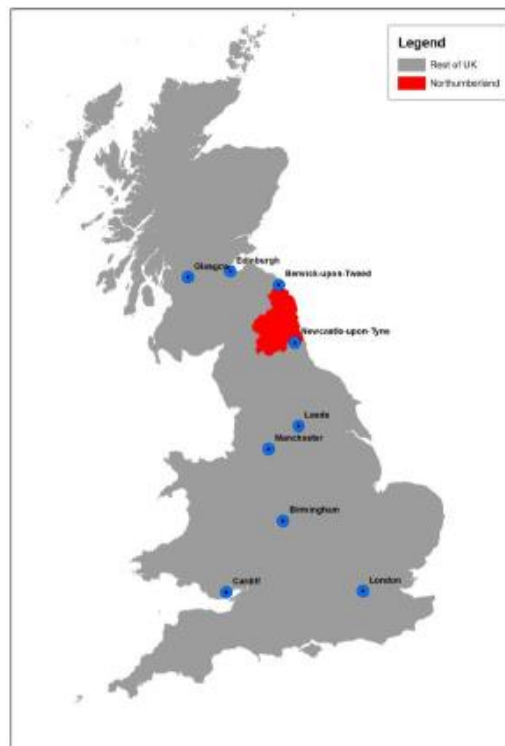 Legend
Rest of UK
Northumberland
Edinburgh
Glasgow
Berwick-upon-Tweed
Newcastle-upon-Tyne
Leeds
Manchester
Birmingham
Cardiff
London